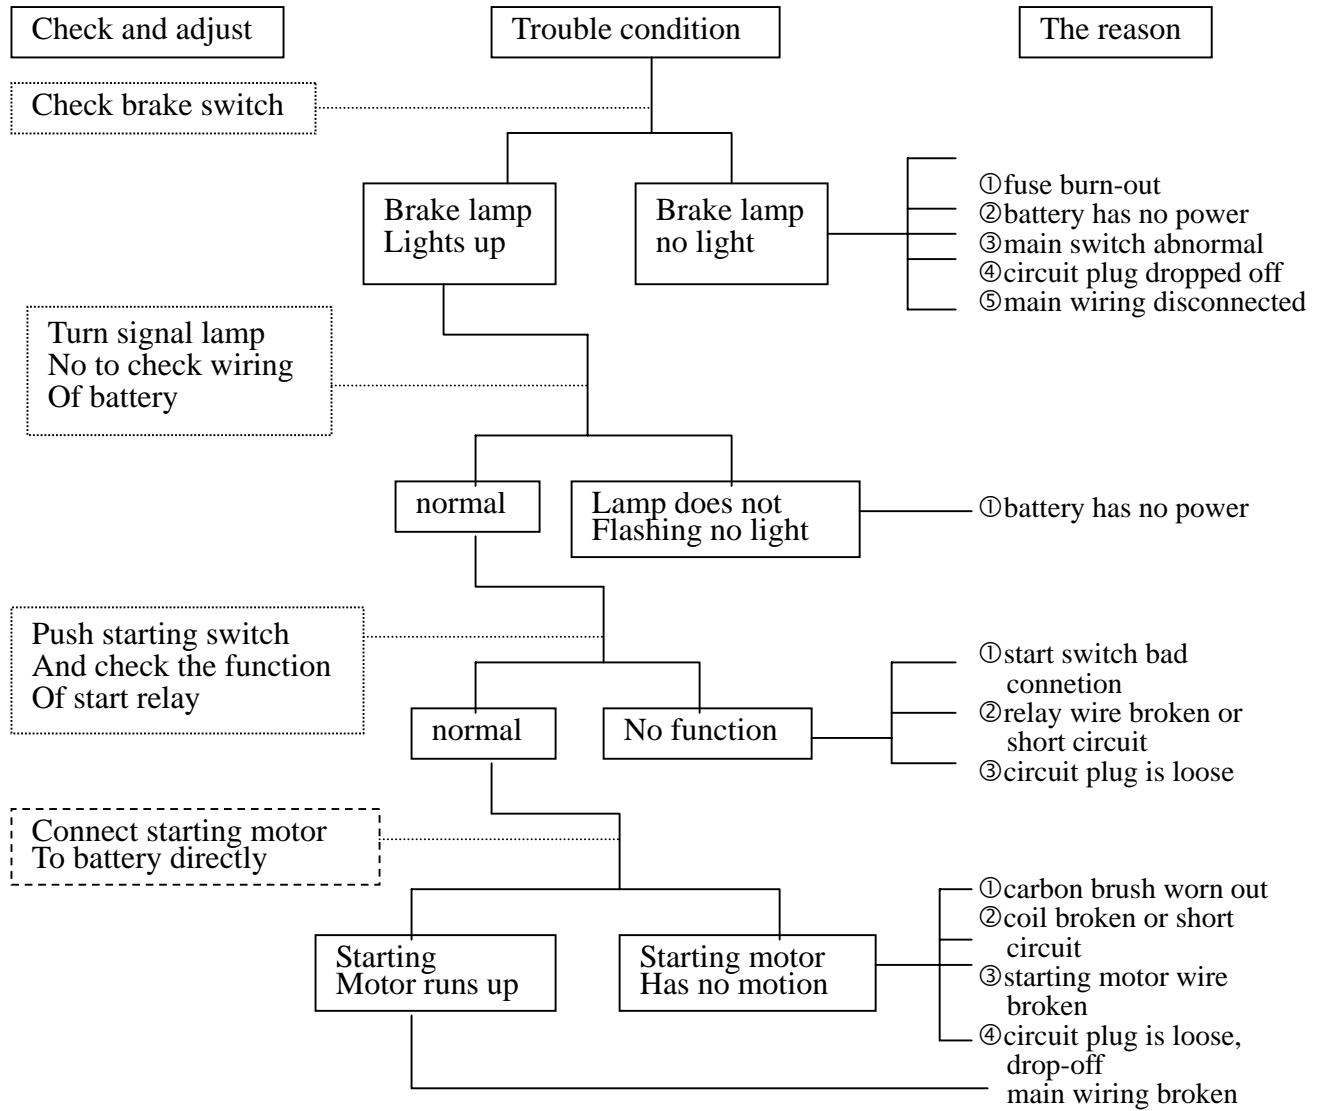 Check and adjust
Trouble condition
The reason
Check brake switch
Brake lamp
Lights up
Brake lamp
no light
①fuse burn-out
②battery has no power
③main switch abnormal
④circuit plug dropped off
⑤main wiring disconnected
Turn signal lamp
No to check wiring
Of battery
normal
Lamp does not
Flashing no light
①battery has no power
Push starting switch
And check the function
Of start relay
normal
No function
①start switch bad
connetion
②relay wire broken or
short circuit
③circuit plug is loose
Connect starting motor
To battery directly
Starting
Motor runs up
Starting motor
Has no motion
①carbon brush worn out
②coil broken or short
circuit
③starting motor wire
broken
④circuit plug is loose,
drop-off
main wiring broken